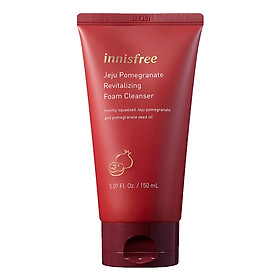 innisfree
Jeju Pomegranate
Revitalizing
Foam Cleanser
freshly squeezed Jeju pomegranate
and pomegranate seed oil
5.07 Fl. Oz. / 150 mL